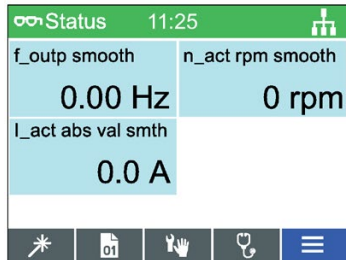 Status 11:25
f_outp smooth
n_act rpm smooth
0.00 Hz
0 rpm
I_act abs val smth
0.0 A
01